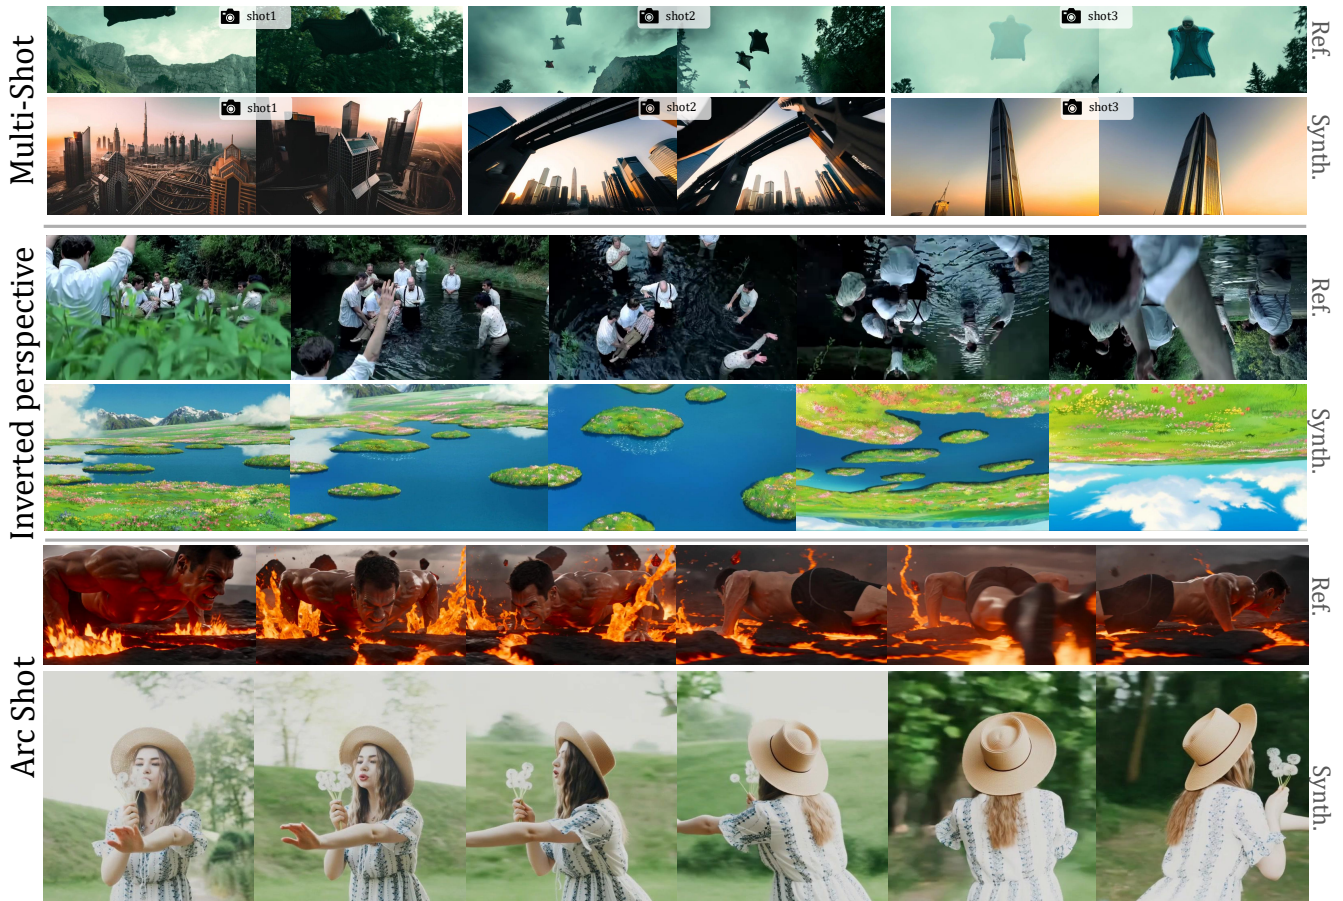 Multi-Shot
shot1
shot2
shot3
Ref.
shot1
shot2
shot3
Synth.
Inverted perspective
Ref.
Synth.
Arc Shot
Ref.
Synth.